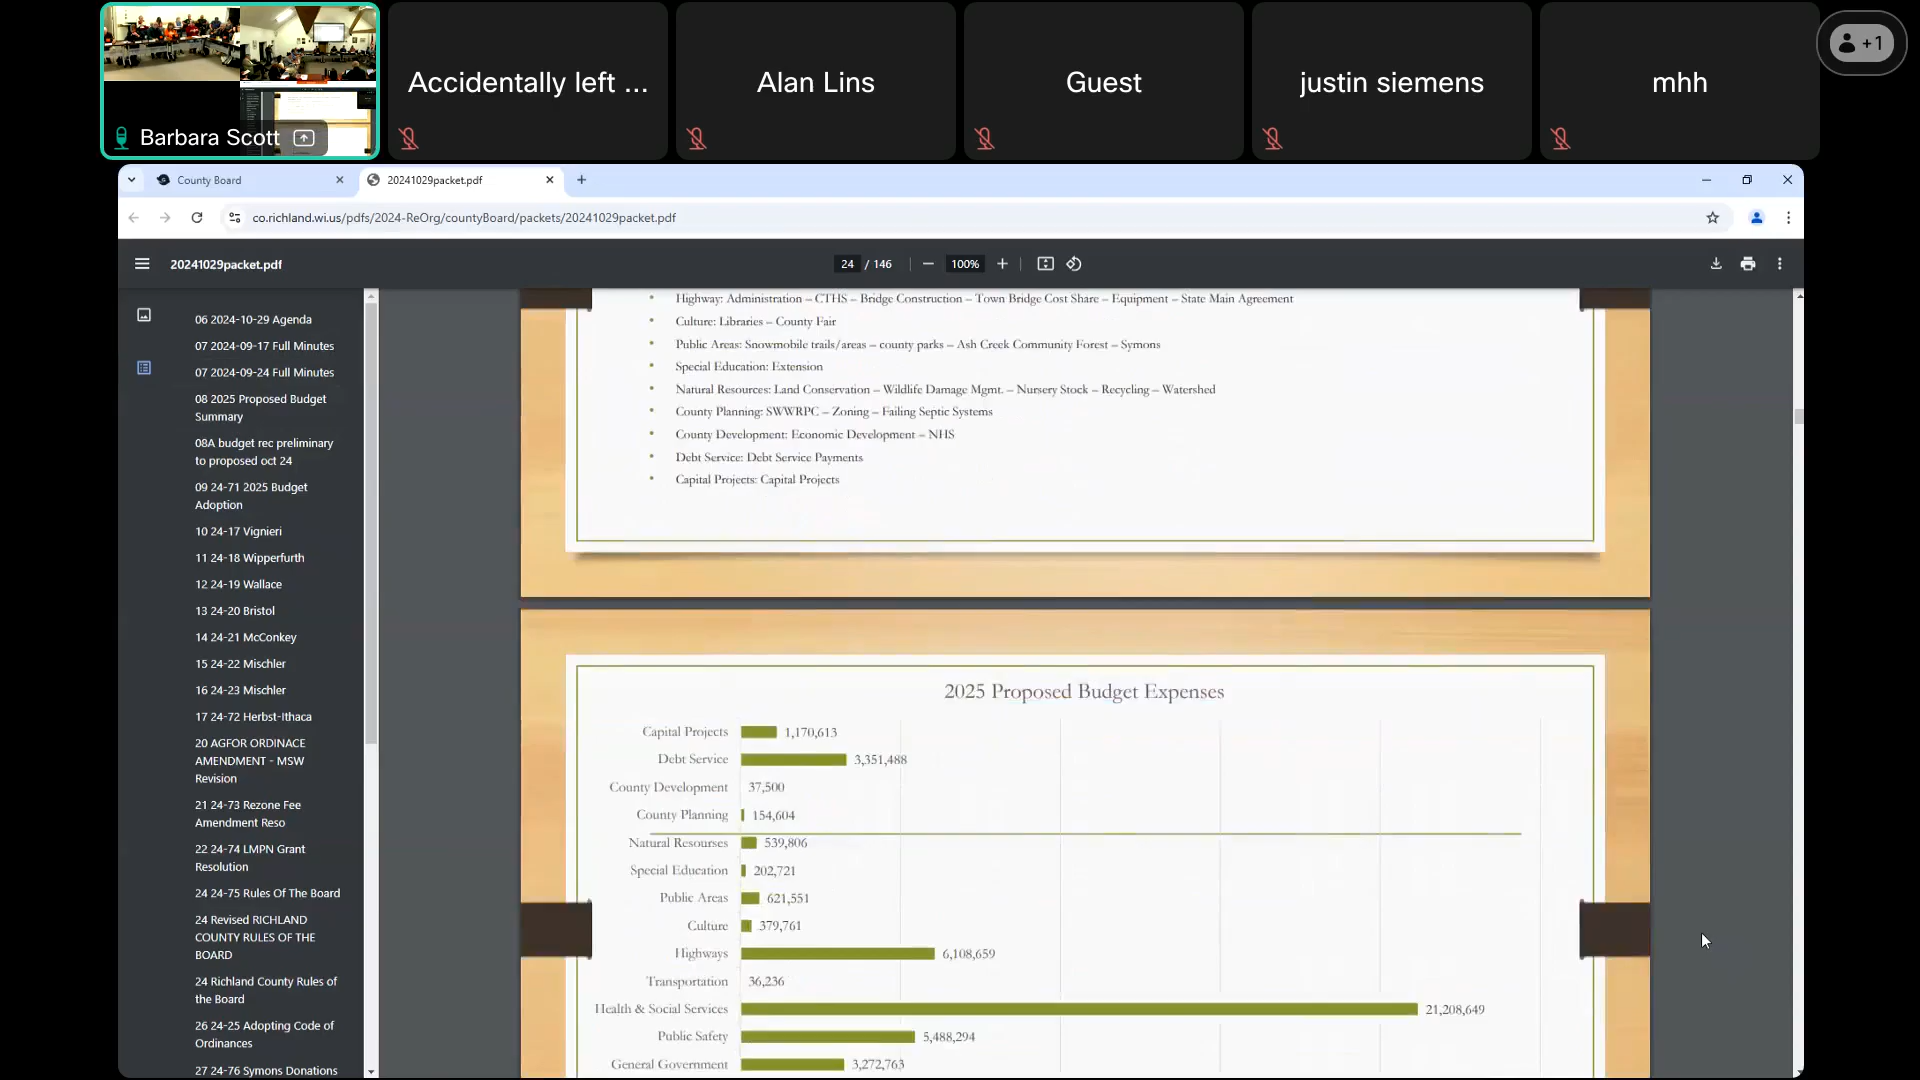 Barbara Scott
Accidentally left ...
Alan Lins
Guest
justin siemens
mhh
+1
County Board
20241029packet.pdf
co.richland.wi.us/pdfs/2024-ReOrg/countyBoard/packets/20241029packet.pdf
20241029packet.pdf
24 / 146
100%
06 2024-10-29 Agenda
07 2024-09-17 Full Minutes
07 2024-09-24 Full Minutes
08 2025 Proposed Budget
Summary
08A budget rec preliminary
to proposed oct 24
09 24-71 2025 Budget
Adoption
10 24-17 Vignieri
11 24-18 Wipperfurth
12 24-19 Wallace
13 24-20 Bristol
14 24-21 McConkey
15 24-22 Mischler
16 24-23 Mischler
17 24-72 Herbst-Ithaca
20 AGFOR ORDINACE
AMENDMENT - MSW
Revision
21 24-73 Rezone Fee
Amendment Reso
22 24-74 LMPN Grant
Resolution
24 24-75 Rules Of The Board
24 Revised RICHLAND
COUNTY RULES OF THE
BOARD
24 Richland County Rules of
the Board
26 24-25 Adopting Code of
Ordinances
27 24-76 Symons Donations
• Highway: Administration – CTHS – Bridge Construction – Town Bridge Cost Share – Equipment – State Main Agreement
• Culture: Libraries – County Fair
• Public Areas: Snowmobile trails/areas – county parks – Ash Creek Community Forest – Symons
• Special Education: Extension
• Natural Resources: Land Conservation – Wildlife Damage Mgmt. – Nursery Stock – Recycling – Watershed
• County Planning: SWWRPC – Zoning – Failing Septic Systems
• County Development: Economic Development – NHS
• Debt Service: Debt Service Payments
• Capital Projects: Capital Projects
2025 Proposed Budget Expenses
Capital Projects 1,170,613
Debt Service 3,351,488
County Development 37,500
County Planning 154,604
Natural Resourses 539,806
Special Education 202,721
Public Areas 621,551
Culture 379,761
Highways 6,108,659
Transportation 36,236
Health & Social Services 21,208,649
Public Safety 5,488,294
General Government 3,272,763